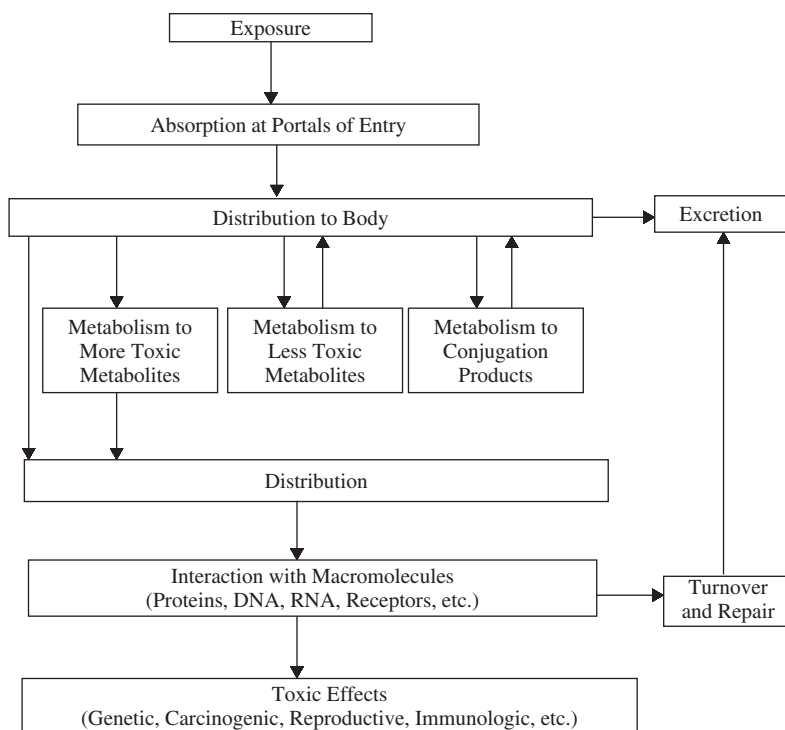 Exposure
Absorption at Portals of Entry
Distribution to Body
Excretion
Metabolism to
More Toxic
Metabolites
Metabolism to
Less Toxic
Metabolites
Metabolism to
Conjugation
Products
Distribution
Interaction with Macromolecules
(Proteins, DNA, RNA, Receptors, etc.)
Turnover
and Repair
Toxic Effects
(Genetic, Carcinogenic, Reproductive, Immunologic, etc.)